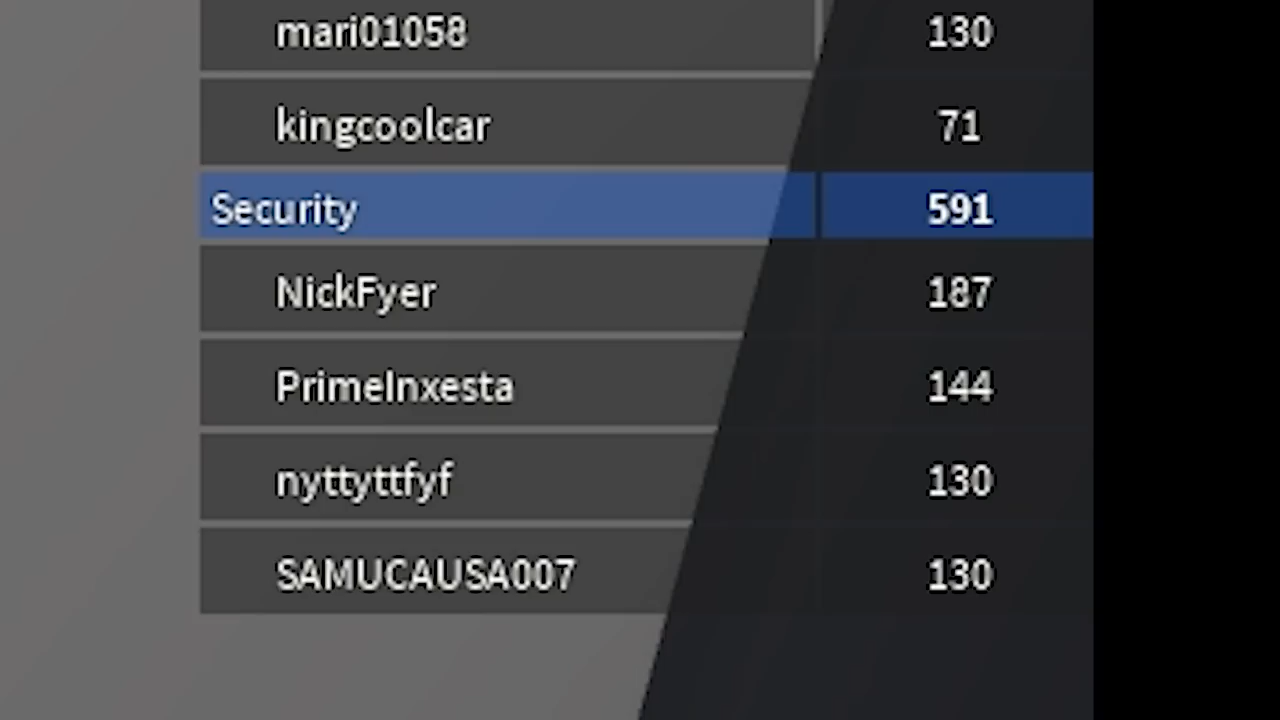 mari01058 130
kingcoolcar 71
Security 591
NickFyer 187
PrimeInxesta 144
nyttyttfyf 130
SAMUCAUSA007 130